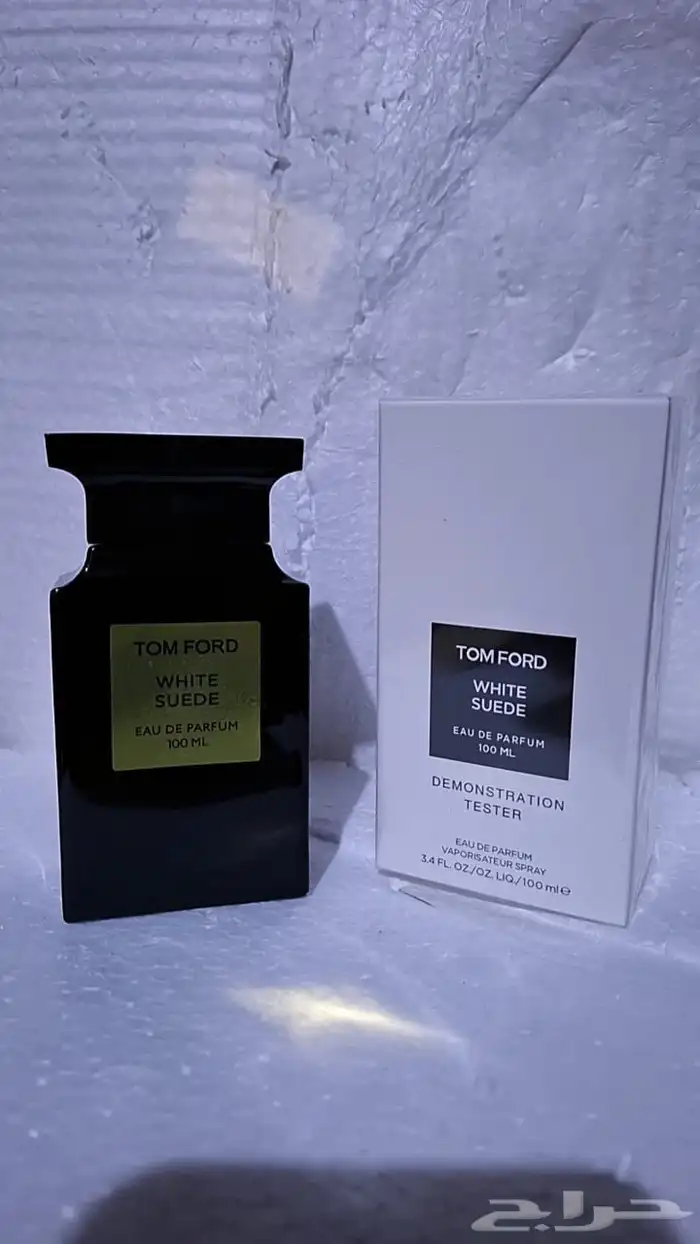 TOM FORD
WHITE
SUEDE
EAU DE PARFUM
100 ML
TOM FORD
WHITE
SUEDE
EAU DE PARFUM
100 ML
DEMONSTRATION
TESTER
EAU DE PARFUM
VAPORISATEUR SPRAY
3.4 FL. OZ./OZ. LIQ./100 ml e
حراج